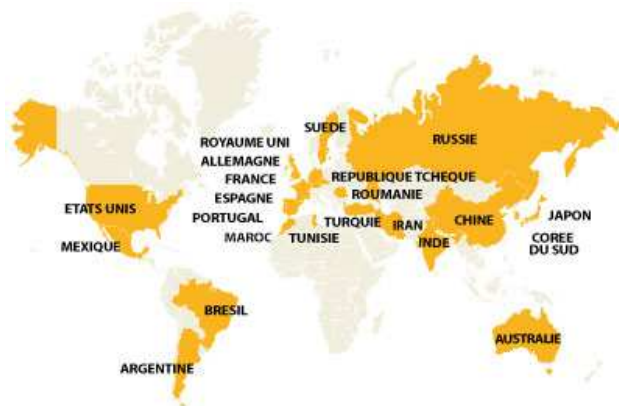 SUEDE
RUSSIE
ROYAUME UNI
ALLEMAGNE
FRANCE
REPUBLIQUE TCHEQUE
ESPAGNE
ROUMANIE
ETATS UNIS
PORTUGAL
TURQUIE
IRAN
CHINE
JAPON
MEXIQUE
MAROC
TUNISIE
INDE
COREE
DU SUD
BRESIL
AUSTRALIE
ARGENTINE